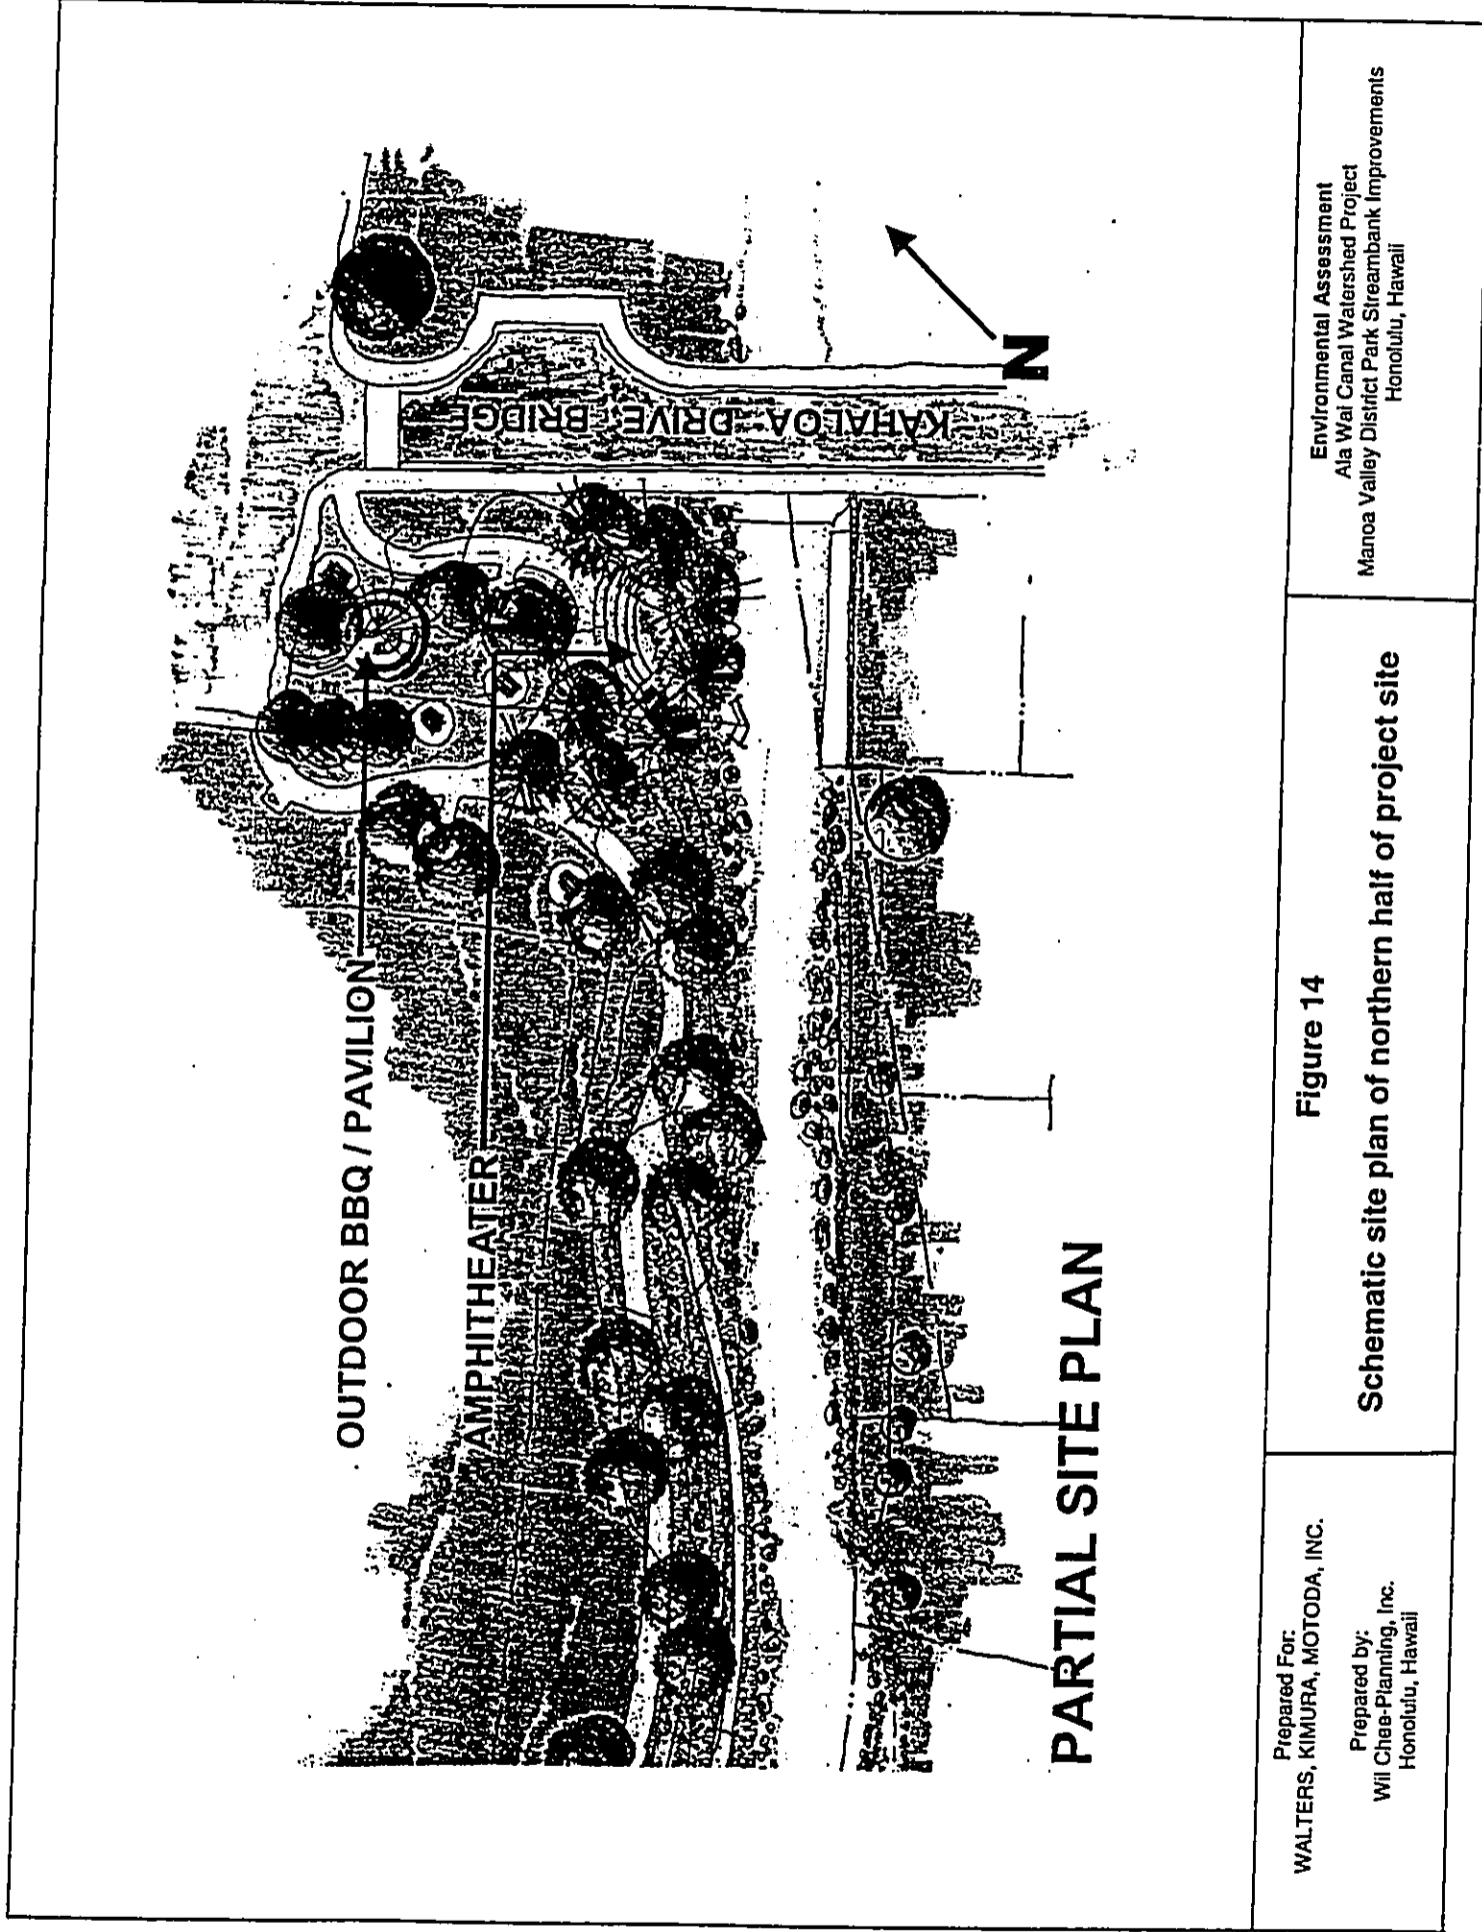 OUTDOOR BBQ / PAVILION
AMPHITHEATER
KAHALOA DRIVE BRIDGE
N
PARTIAL SITE PLAN
Prepared For:
WALTERS, KIMURA, MOTODA, INC.
Prepared by:
Wil Chee-Planning, Inc.
Honolulu, Hawaii
Figure 14
Schematic site plan of northern half of project site
Environmental Assessment
Ala Wai Canal Watershed Project
Manoa Valley District Park Streambank Improvements
Honolulu, Hawaii